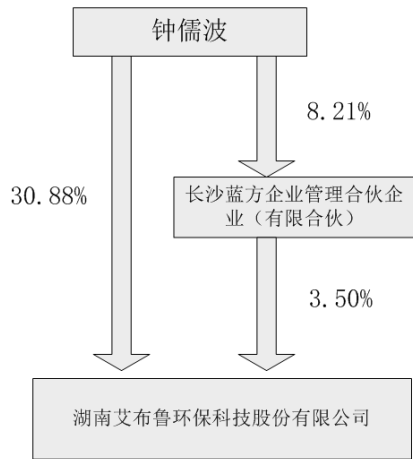 钟儒波
8.21%
30.88%
长沙蓝方企业管理合伙企
业（有限合伙）
3.50%
湖南艾布鲁环保科技股份有限公司